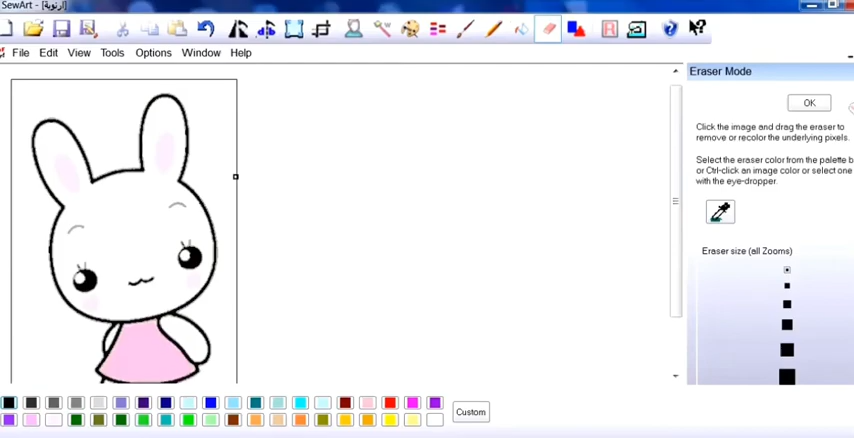 SewArt - [ارنوبة]
File Edit View Tools Options Window Help
Eraser Mode
OK
Click the image and drag the eraser to
remove or recolor the underlying pixels.
Select the eraser color from the palette b
or Ctrl-click an image color or select one
with the eye-dropper.
Eraser size (all Zooms)
Custom